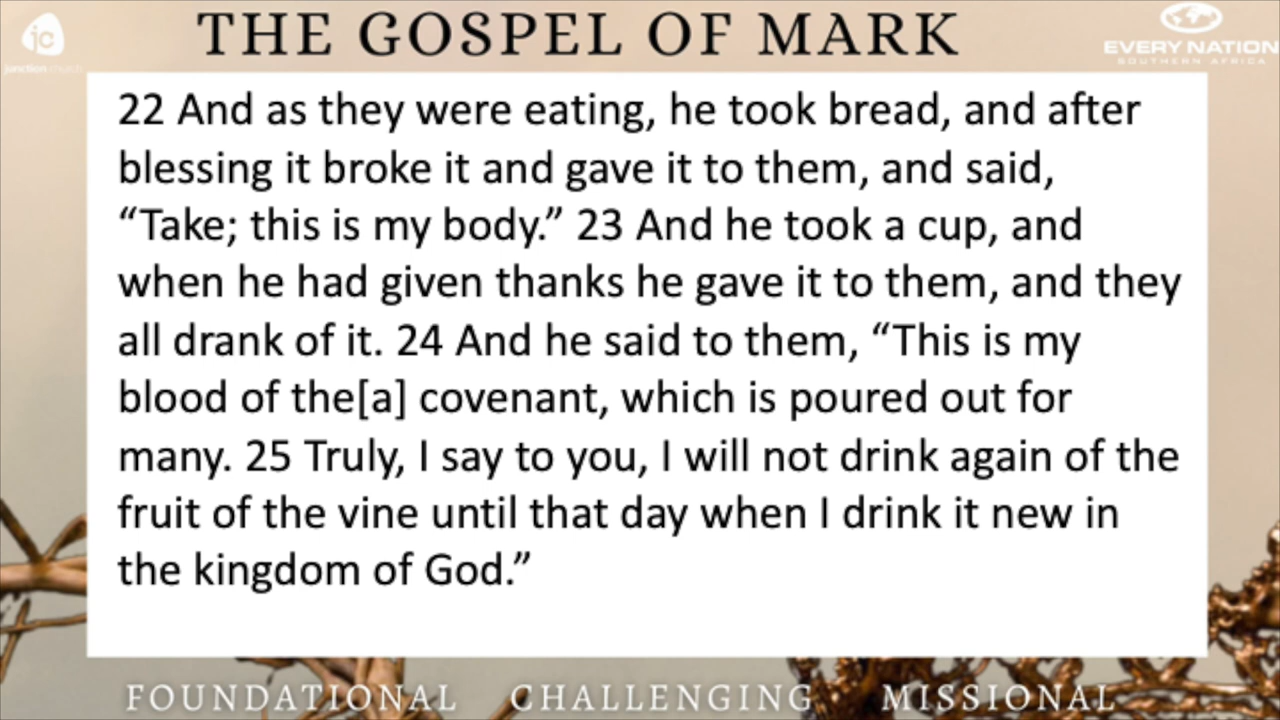 THE GOSPEL OF MARK
jc
junction church
EVERY NATION
SOUTHERN AFRICA
22 And as they were eating, he took bread, and after
blessing it broke it and gave it to them, and said,
“Take; this is my body.” 23 And he took a cup, and
when he had given thanks he gave it to them, and they
all drank of it. 24 And he said to them, “This is my
blood of the[a] covenant, which is poured out for
many. 25 Truly, I say to you, I will not drink again of the
fruit of the vine until that day when I drink it new in
the kingdom of God.”
FOUNDATIONAL CHALLENGING MISSIONAL